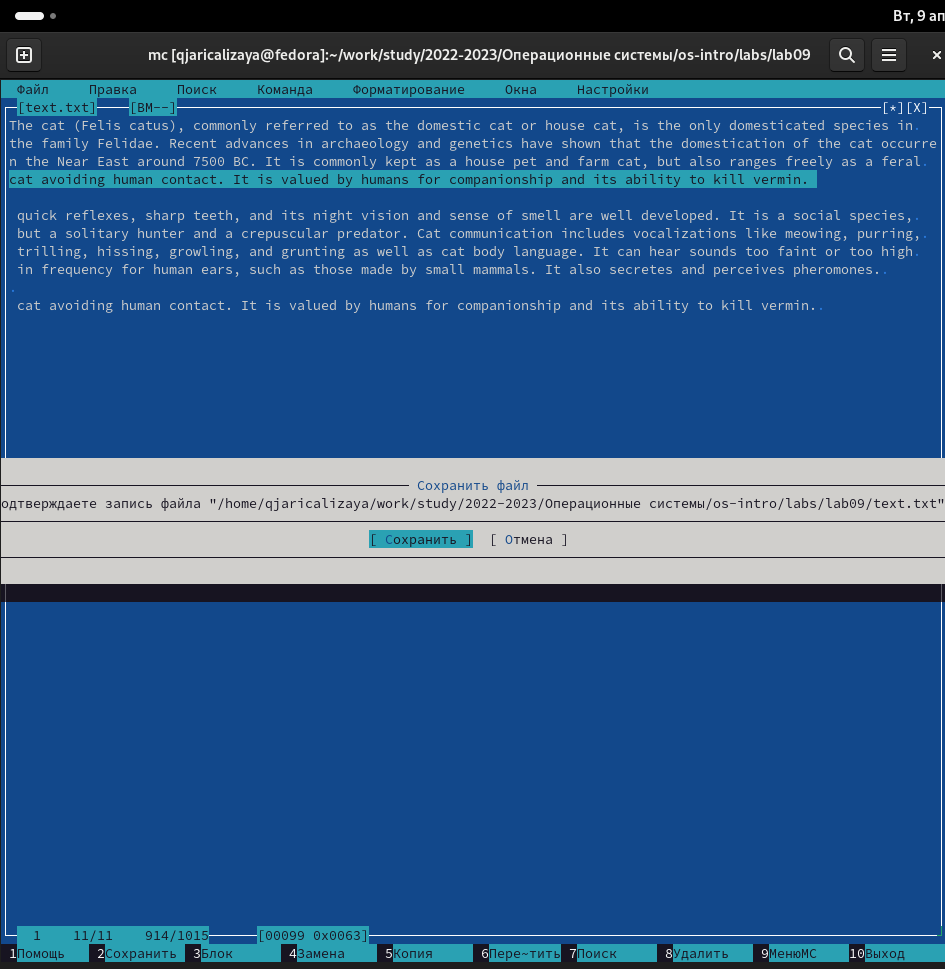 Вт, 9 ап
mc [qjaricalizaya@fedora]:~/work/study/2022-2023/Операционные системы/os-intro/labs/lab09
Файл Правка Поиск Команда Форматирование Окна Настройки
[text.txt] [BM--] [*][X]
The cat (Felis catus), commonly referred to as the domestic cat or house cat, is the only domesticated species in.
the family Felidae. Recent advances in archaeology and genetics have shown that the domestication of the cat occurre
n the Near East around 7500 BC. It is commonly kept as a house pet and farm cat, but also ranges freely as a feral.
cat avoiding human contact. It is valued by humans for companionship and its ability to kill vermin.
quick reflexes, sharp teeth, and its night vision and sense of smell are well developed. It is a social species,.
but a solitary hunter and a crepuscular predator. Cat communication includes vocalizations like meowing, purring,.
trilling, hissing, growling, and grunting as well as cat body language. It can hear sounds too faint or too high.
in frequency for human ears, such as those made by small mammals. It also secretes and perceives pheromones..
.
cat avoiding human contact. It is valued by humans for companionship and its ability to kill vermin..
Сохранить файл
одтверждаете запись файла "/home/qjaricalizaya/work/study/2022-2023/Операционные системы/os-intro/labs/lab09/text.txt"
[ Сохранить ] [ Отмена ]
1 11/11 914/1015 [00099 0x0063]
1Помощь 2Сохранить 3Блок 4Замена 5Копия 6Пере~тить 7Поиск 8Удалить 9МенюMC 10Выход